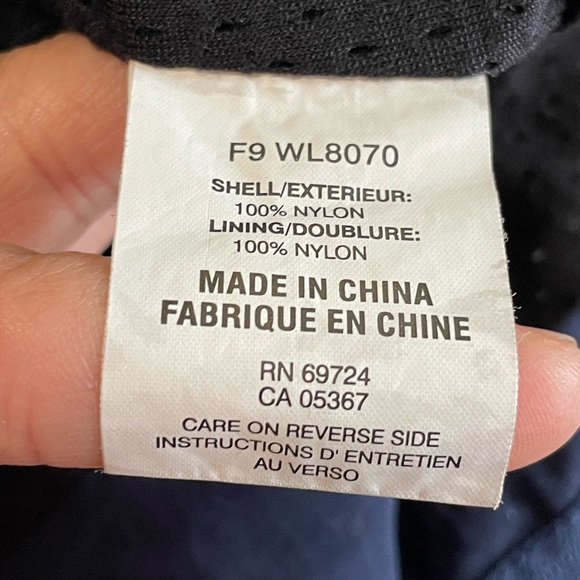 F9 WL8070
SHELL/EXTERIEUR:
100% NYLON
LINING/DOUBLURE:
100% NYLON
MADE IN CHINA
FABRIQUE EN CHINE
RN 69724
CA 05367
CARE ON REVERSE SIDE
INSTRUCTIONS D' ENTRETIEN
AU VERSO